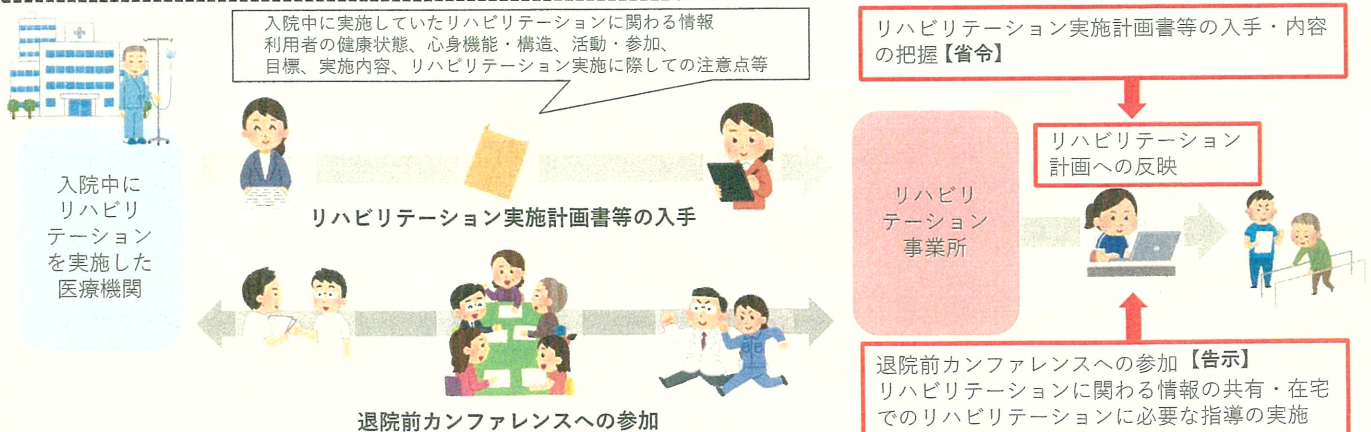 入院中に実施していたリハビリテーションに関わる情報
利用者の健康状態、心身機能・構造、活動・参加、
目標、実施内容、リハビリテーション実施に際しての注意点等
リハビリテーション実施計画書等の入手・内容
の把握【省令】
リハビリテーション
計画への反映
入院中に
リハビリ
テーション
を実施した
医療機関
リハビリテーション実施計画書等の入手
リハビリ
テーション
事業所
退院前カンファレンスへの参加
退院前カンファレンスへの参加【告示】
リハビリテーションに関わる情報の共有・在宅
でのリハビリテーションに必要な指導の実施